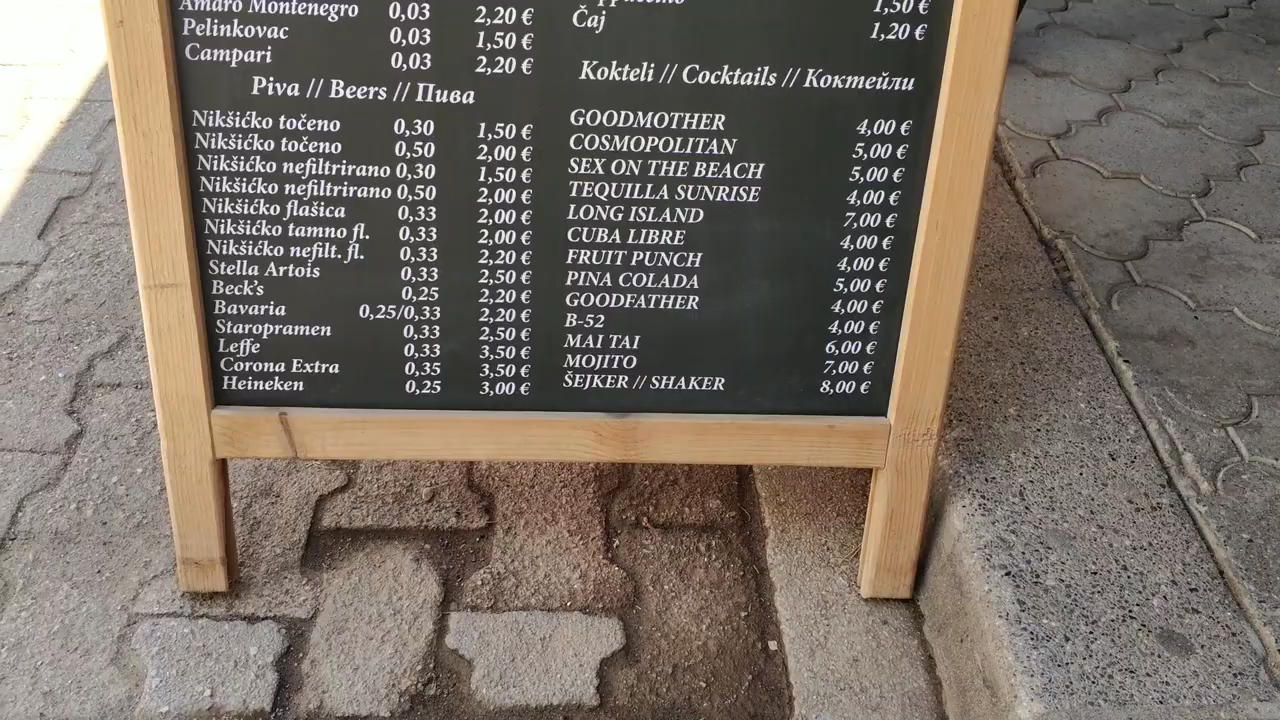 Amaro Montenegro 0,03 2,20 €
Pelinkovac 0,03 1,50 €
Campari 0,03 2,20 €
Piva // Beers // Пива
Nikšićko točeno 0,30 1,50 €
Nikšićko točeno 0,50 2,00 €
Nikšićko nefiltrirano 0,30 1,50 €
Nikšićko nefiltrirano 0,50 2,00 €
Nikšićko flašica 0,33 2,00 €
Nikšićko tamno fl. 0,33 2,00 €
Nikšićko nefilt. fl. 0,33 2,20 €
Stella Artois 0,33 2,50 €
Beck's 0,25 2,20 €
Bavaria 0,25/0,33 2,20 €
Staropramen 0,33 2,50 €
Leffe 0,33 3,50 €
Corona Extra 0,35 3,50 €
Heineken 0,25 3,00 €
1,50 €
Čaj 1,20 €
Kokteli // Cocktails // Коктейли
GOODMOTHER 4,00 €
COSMOPOLITAN 5,00 €
SEX ON THE BEACH 5,00 €
TEQUILLA SUNRISE 4,00 €
LONG ISLAND 7,00 €
CUBA LIBRE 4,00 €
FRUIT PUNCH 4,00 €
PINA COLADA 5,00 €
GOODFATHER 4,00 €
B-52 4,00 €
MAI TAI 6,00 €
MOJITO 7,00 €
ŠEJKER // SHAKER 8,00 €